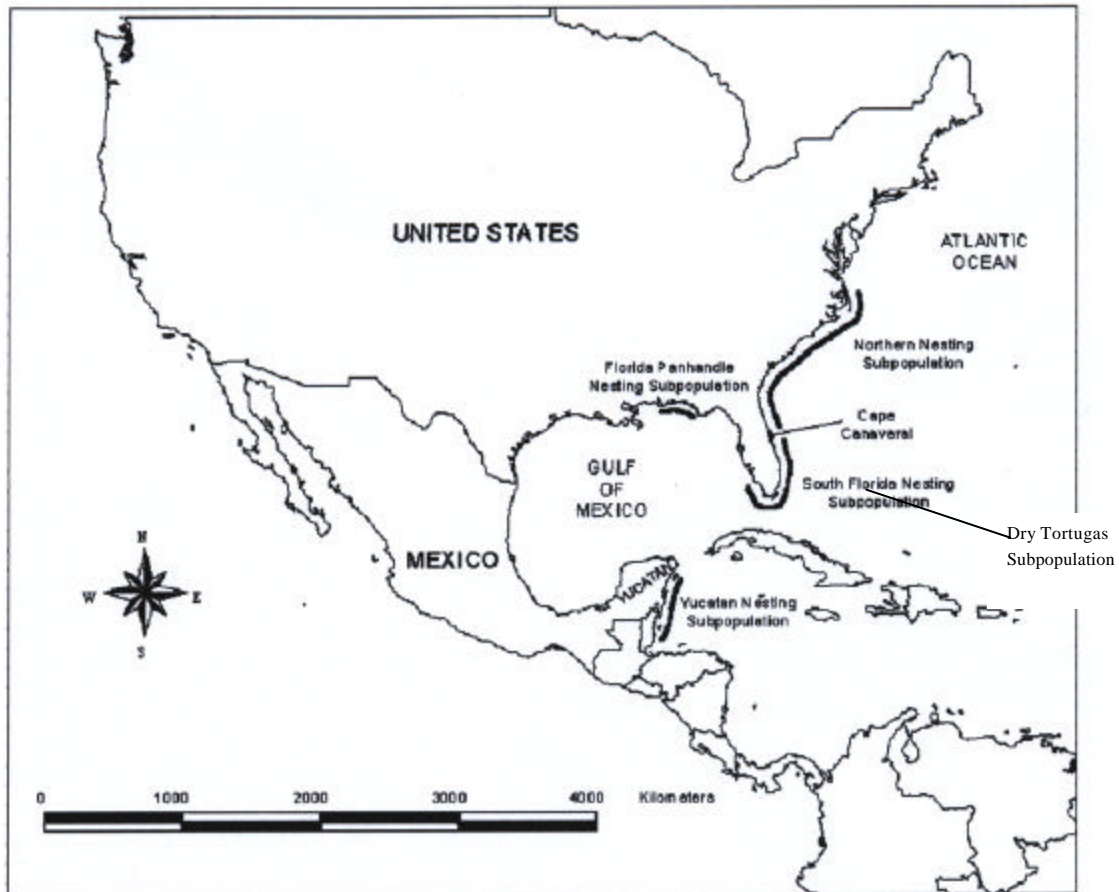 UNITED STATES
ATLANTIC
OCEAN
Northern Nesting
Subpopulation
Florida Panhandle
Nesting Subpopulation
Cape
Canaveral
GULF
OF
MEXICO
South Florida Nesting
Subpopulation
Dry Tortugas
Subpopulation
MEXICO
YUCATAN
Yucatan Nesting
Subpopulation
N
W E
S
0 1000 2000 3000 4000 Kilometers